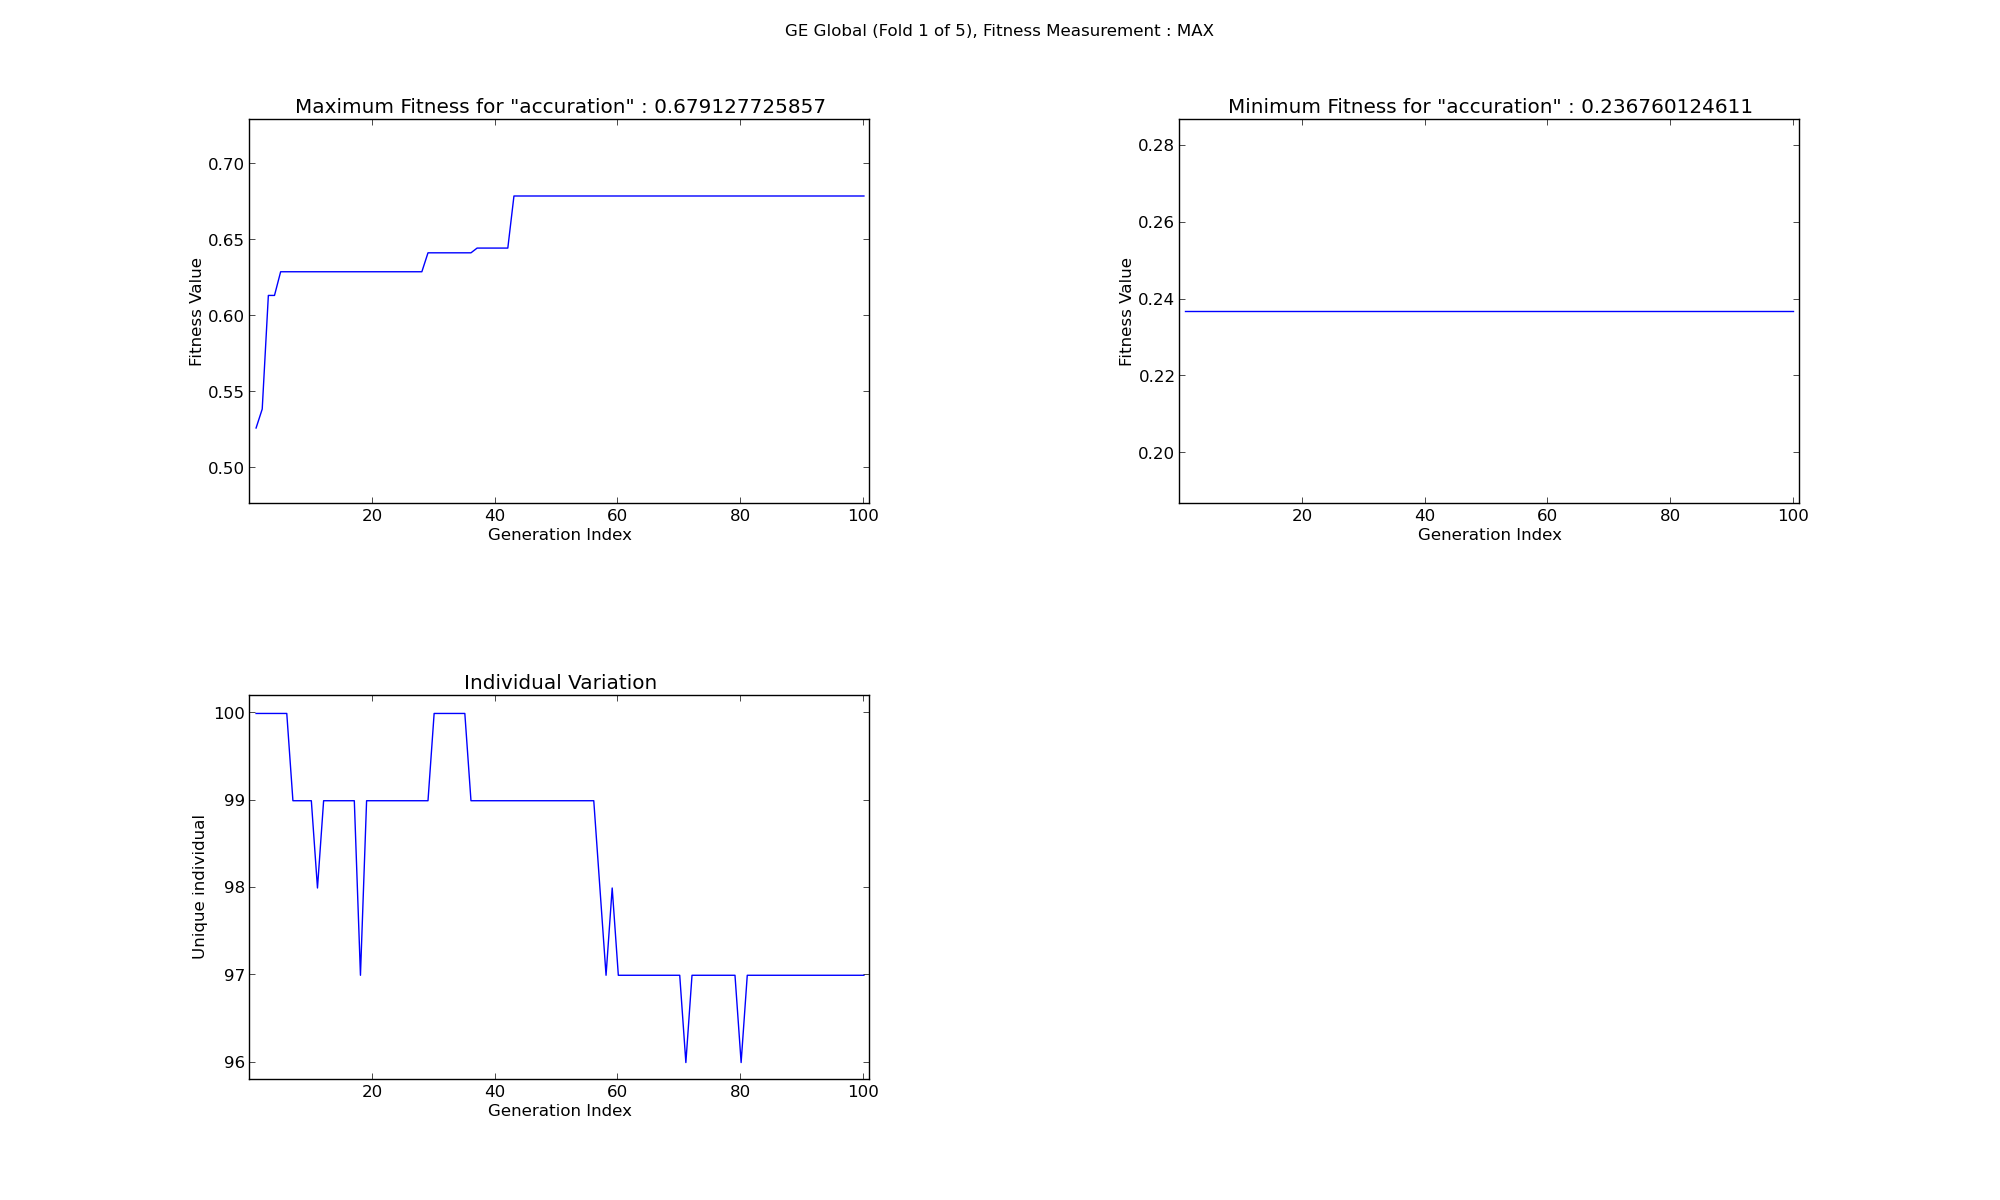 GE Global (Fold 1 of 5), Fitness Measurement : MAX
Maximum Fitness for "accuration" : 0.679127725857
0.70
0.65
0.60
0.55
0.50
Fitness Value
20 40 60 80 100
Generation Index
Minimum Fitness for "accuration" : 0.236760124611
0.28
0.26
0.24
0.22
0.20
Fitness Value
20 40 60 80 100
Generation Index
Individual Variation
100
99
98
97
96
Unique individual
20 40 60 80 100
Generation Index